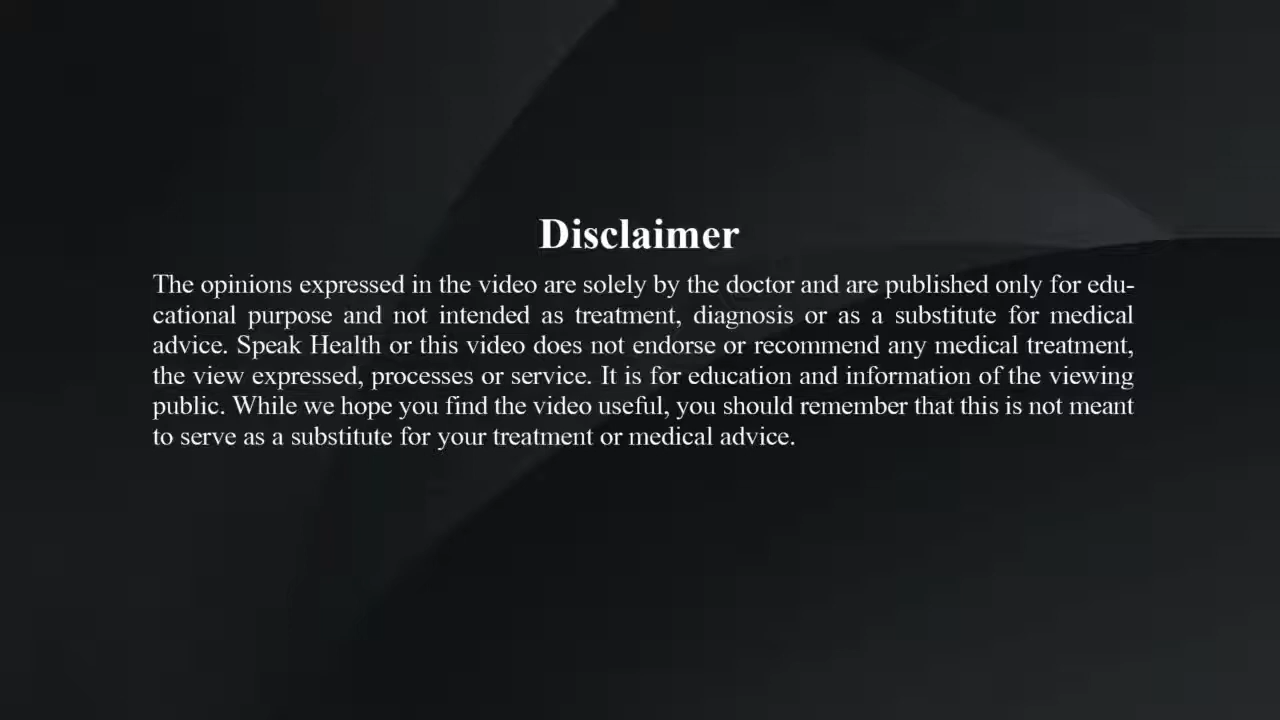 Disclaimer
The opinions expressed in the video are solely by the doctor and are published only for edu-
cational purpose and not intended as treatment, diagnosis or as a substitute for medical
advice. Speak Health or this video does not endorse or recommend any medical treatment,
the view expressed, processes or service. It is for education and information of the viewing
public. While we hope you find the video useful, you should remember that this is not meant
to serve as a substitute for your treatment or medical advice.